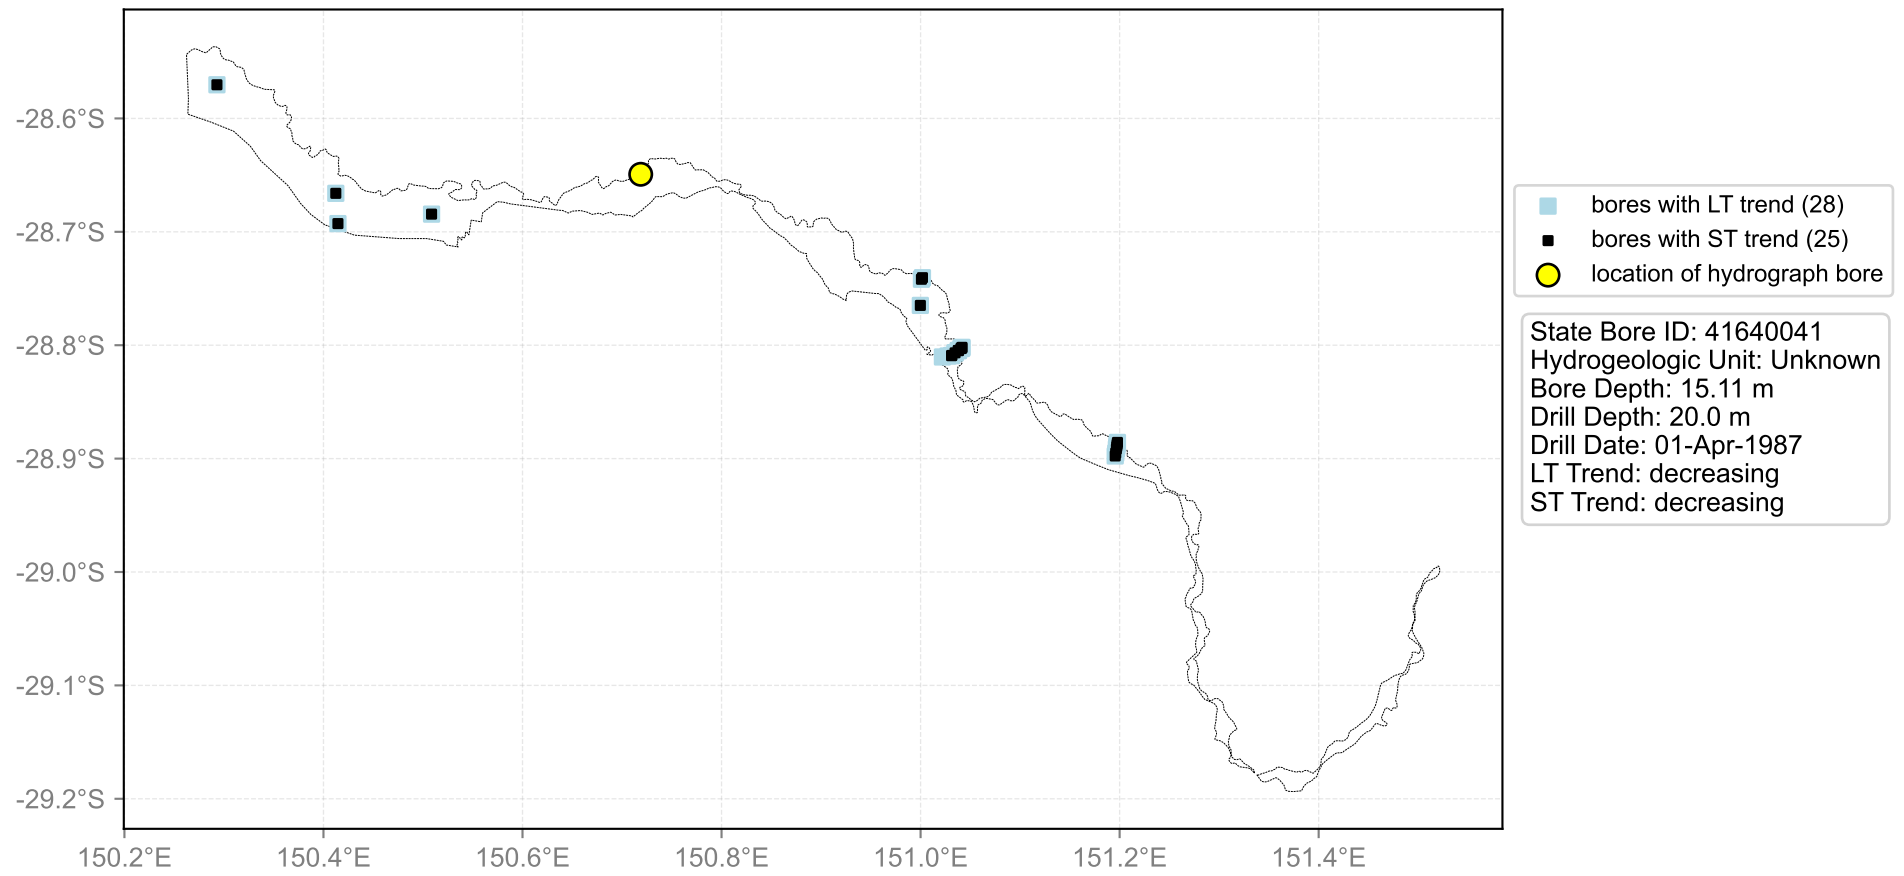 -28.6°S
-28.7°S
-28.8°S
-28.9°S
-29.0°S
-29.1°S
-29.2°S
150.2°E
150.4°E
150.6°E
150.8°E
151.0°E
151.2°E
151.4°E
bores with LT trend (28)
bores with ST trend (25)
location of hydrograph bore
State Bore ID: 41640041
Hydrogeologic Unit: Unknown
Bore Depth: 15.11 m
Drill Depth: 20.0 m
Drill Date: 01-Apr-1987
LT Trend: decreasing
ST Trend: decreasing